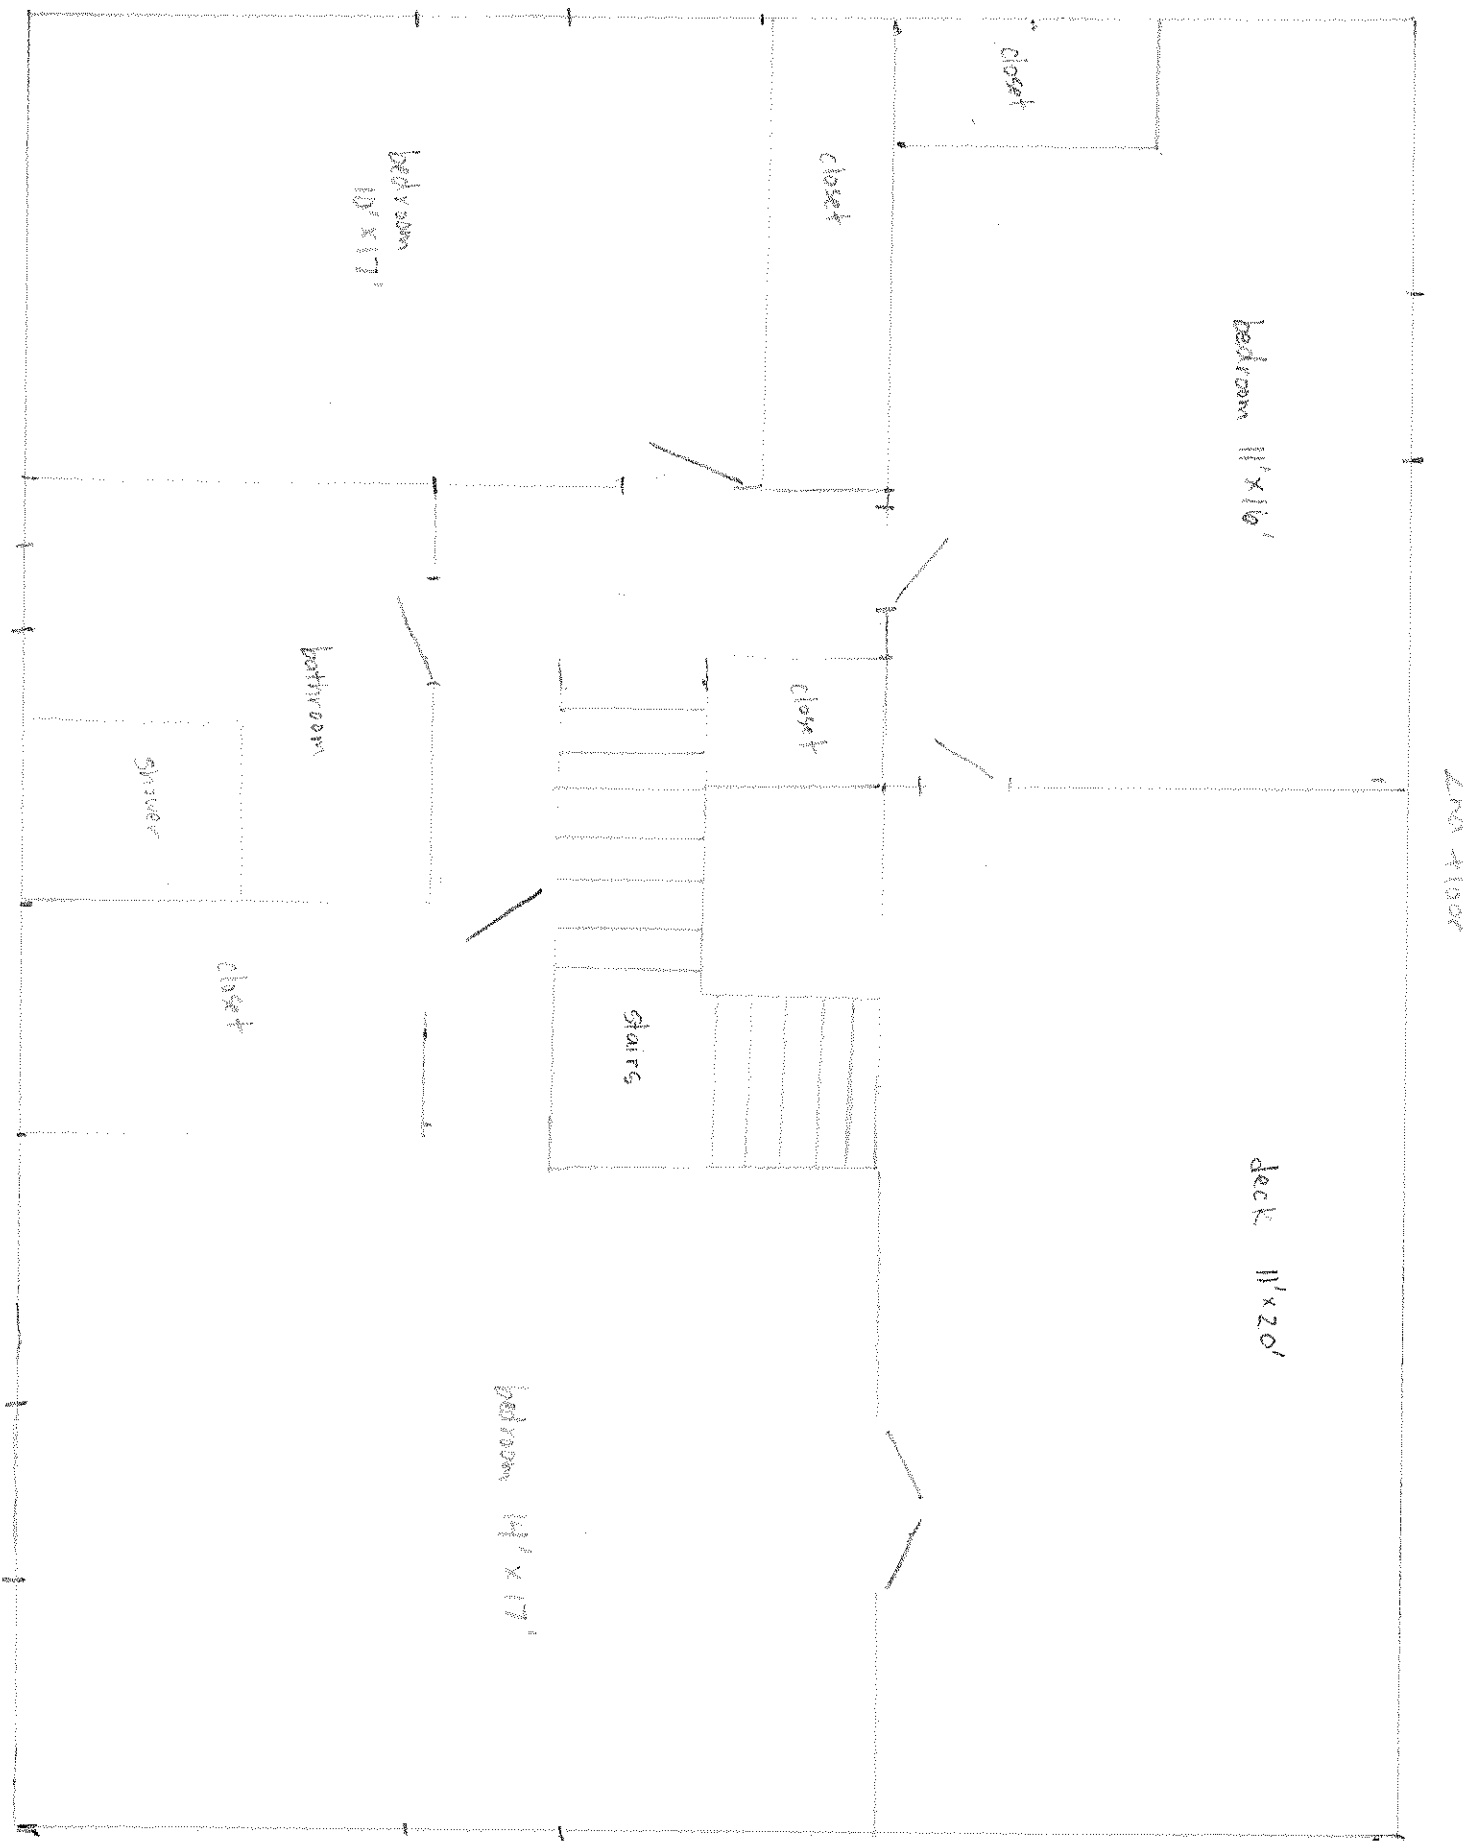 2nd floor
closet
bedroom 11' x 16'
deck 11' x 20'
closet
closet
stairs
bedroom
10' x 17'
bedroom 14' x 17'
bathroom
shower
closet